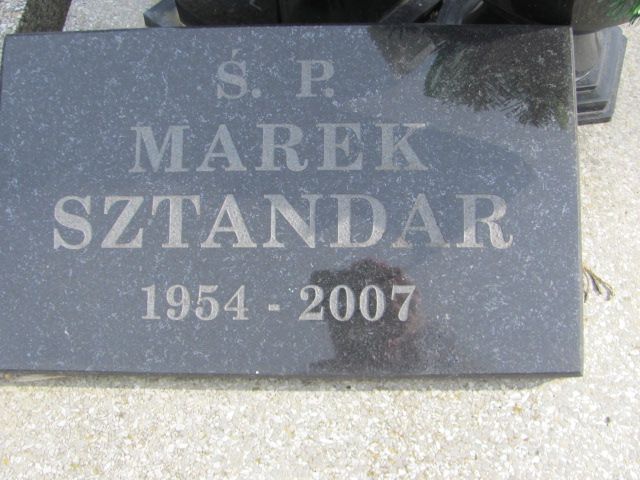 Ś. P.
MAREK
SZTANDAR
1954 - 2007